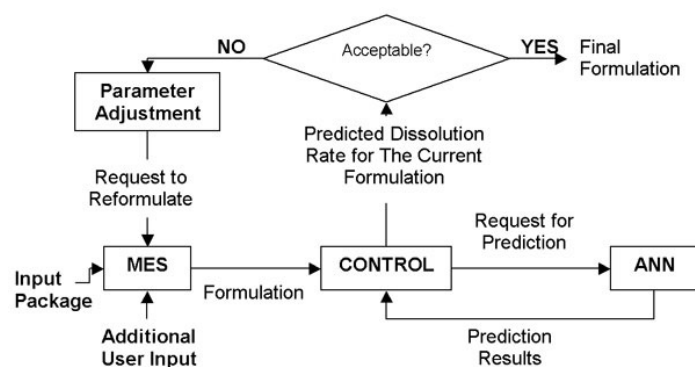 NO
Acceptable?
YES
Final
Formulation
Parameter
Adjustment
Predicted Dissolution
Rate for The Current
Formulation
Request to
Reformulate
Request for
Prediction
MES
CONTROL
ANN
Input
Package
Formulation
Additional
User Input
Prediction
Results